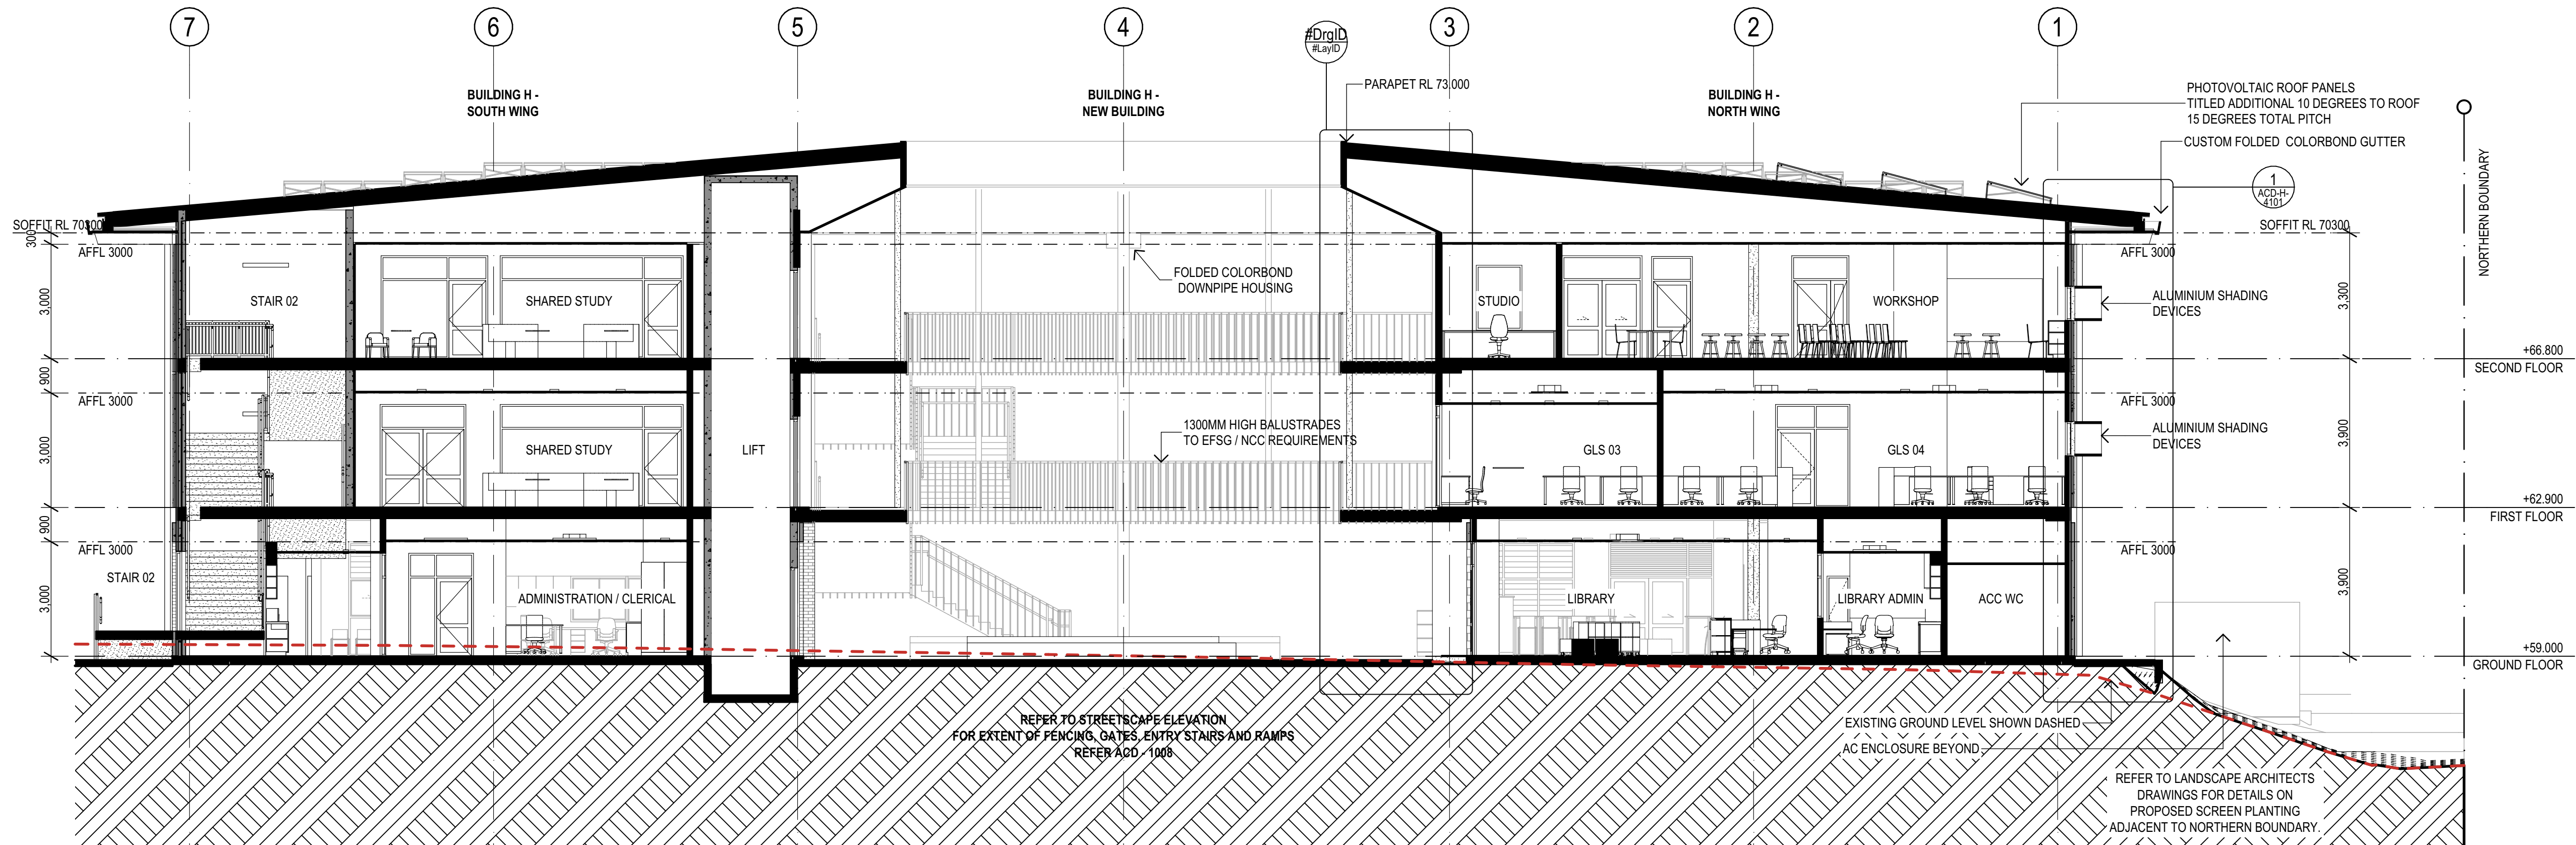 7
6
5
4
3
2
1
#DrgID
#LayID
BUILDING H -
SOUTH WING
BUILDING H -
NEW BUILDING
BUILDING H -
NORTH WING
PARAPET RL 73.000
PHOTOVOLTAIC ROOF PANELS
TITLED ADDITIONAL 10 DEGREES TO ROOF
15 DEGREES TOTAL PITCH
CUSTOM FOLDED COLORBOND GUTTER
1
ACD-H-
4101
NORTHERN BOUNDARY
SOFFIT RL 70300
300
AFFL 3000
3,000
STAIR 02
SHARED STUDY
FOLDED COLORBOND
DOWNPIPE HOUSING
STUDIO
WORKSHOP
SOFFIT RL 70300
AFFL 3000
ALUMINIUM SHADING
DEVICES
3,300
+66.800
SECOND FLOOR
900
AFFL 3000
3,000
SHARED STUDY
LIFT
1300MM HIGH BALUSTRADES
TO EFSG / NCC REQUIREMENTS
GLS 03
GLS 04
AFFL 3000
ALUMINIUM SHADING
DEVICES
3,900
+62.900
FIRST FLOOR
900
AFFL 3000
3,000
STAIR 02
ADMINISTRATION / CLERICAL
LIBRARY
LIBRARY ADMIN
ACC WC
AFFL 3000
3,900
+59.000
GROUND FLOOR
REFER TO STREETSCAPE ELEVATION
FOR EXTENT OF FENCING, GATES, ENTRY STAIRS AND RAMPS
REFER ACD - 1008
EXISTING GROUND LEVEL SHOWN DASHED
AC ENCLOSURE BEYOND
REFER TO LANDSCAPE ARCHITECTS
DRAWINGS FOR DETAILS ON
PROPOSED SCREEN PLANTING
ADJACENT TO NORTHERN BOUNDARY.